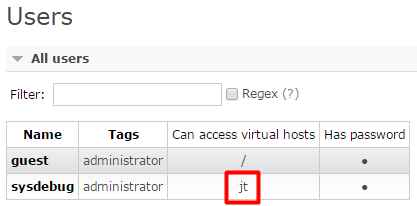 Users
All users
Filter: Regex (?)
Name Tags Can access virtual hosts Has password
guest administrator / ●
sysdebug administrator jt ●